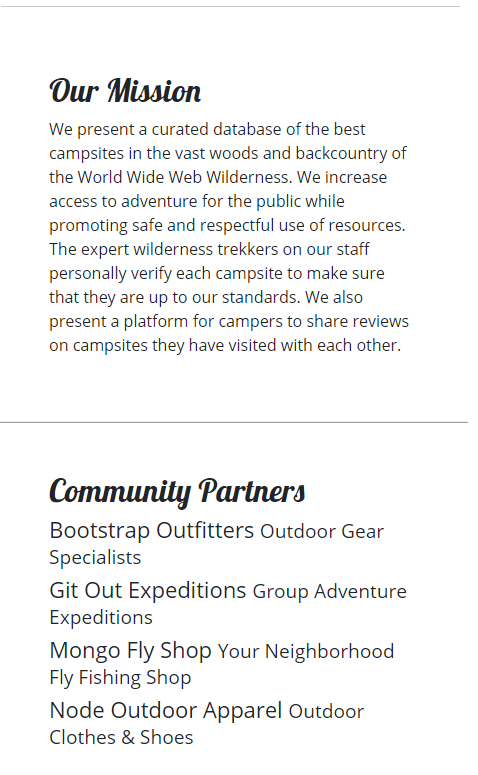 Our Mission
We present a curated database of the best
campsites in the vast woods and backcountry of
the World Wide Web Wilderness. We increase
access to adventure for the public while
promoting safe and respectful use of resources.
The expert wilderness trekkers on our staff
personally verify each campsite to make sure
that they are up to our standards. We also
present a platform for campers to share reviews
on campsites they have visited with each other.
Community Partners
Bootstrap Outfitters Outdoor Gear
Specialists
Git Out Expeditions Group Adventure
Expeditions
Mongo Fly Shop Your Neighborhood
Fly Fishing Shop
Node Outdoor Apparel Outdoor
Clothes & Shoes